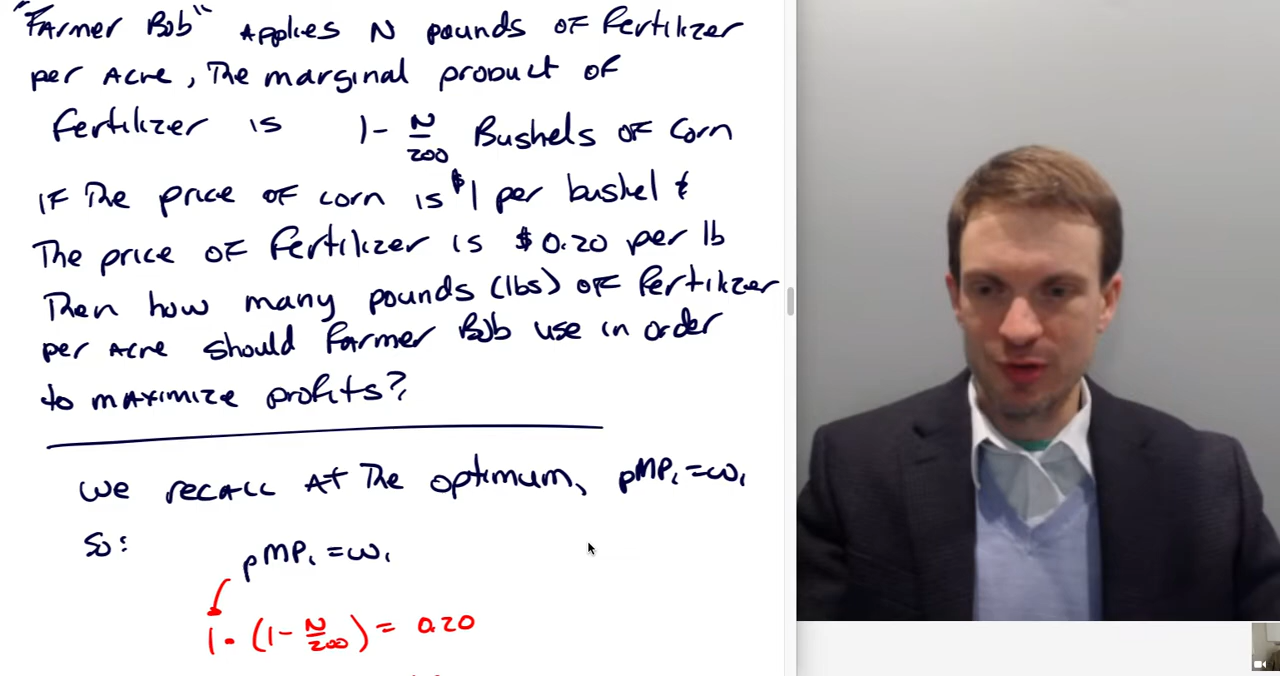 "Farmer Bob" applies N pounds of fertilizer
per acre, The marginal product of
fertilizer is 1 - N/200 Bushels of corn
If The price of corn is $1 per bushel &
The price of fertilizer is $0.20 per lb
Then how many pounds (lbs) of fertilizer
per acre should farmer Bob use in order
to maximize profits?
We recall at the optimum, pMP₁ = ω₁
So:
pMP₁ = ω₁
1 • (1 - N/200) = 0.20